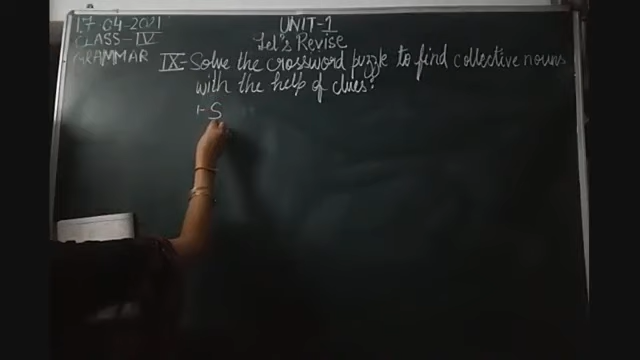 17-04-2021
CLASS-IV
GRAMMAR
UNIT-1
Let's Revise
IX- Solve the crossword puzzle to find collective nouns
with the help of clues:
1- S